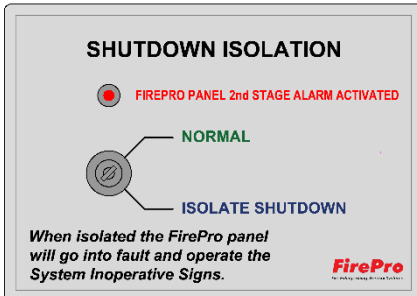 SHUTDOWN ISOLATION
FIREPRO PANEL 2nd STAGE ALARM ACTIVATED
NORMAL
ISOLATE SHUTDOWN
When isolated the FirePro panel
will go into fault and operate the
System Inoperative Signs.
FirePro